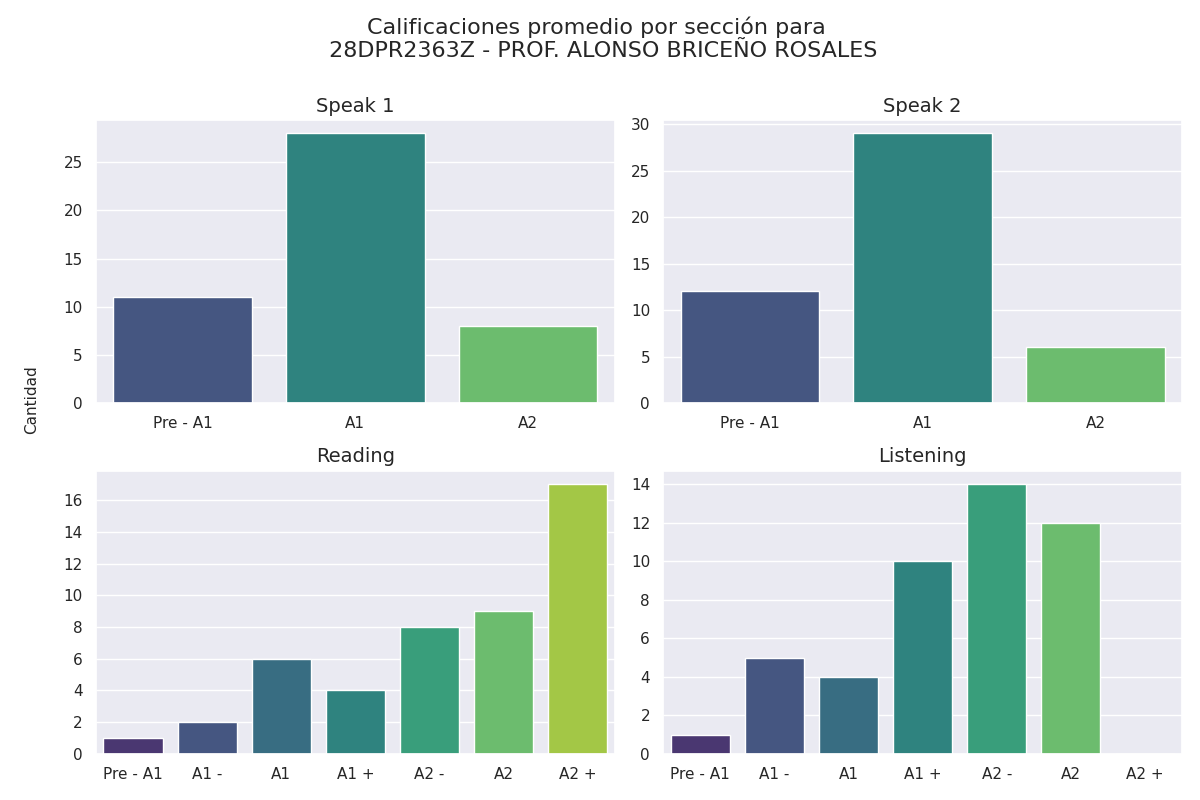 Calificaciones promedio por sección para
28DPR2363Z - PROF. ALONSO BRICEÑO ROSALES
Cantidad
Speak 1
25
20
15
10
5
0
Pre - A1 A1 A2
Speak 2
30
25
20
15
10
5
0
Pre - A1 A1 A2
Reading
16
14
12
10
8
6
4
2
0
Pre - A1 A1 - A1 A1 + A2 - A2 A2 +
Listening
14
12
10
8
6
4
2
0
Pre - A1 A1 - A1 A1 + A2 - A2 A2 +